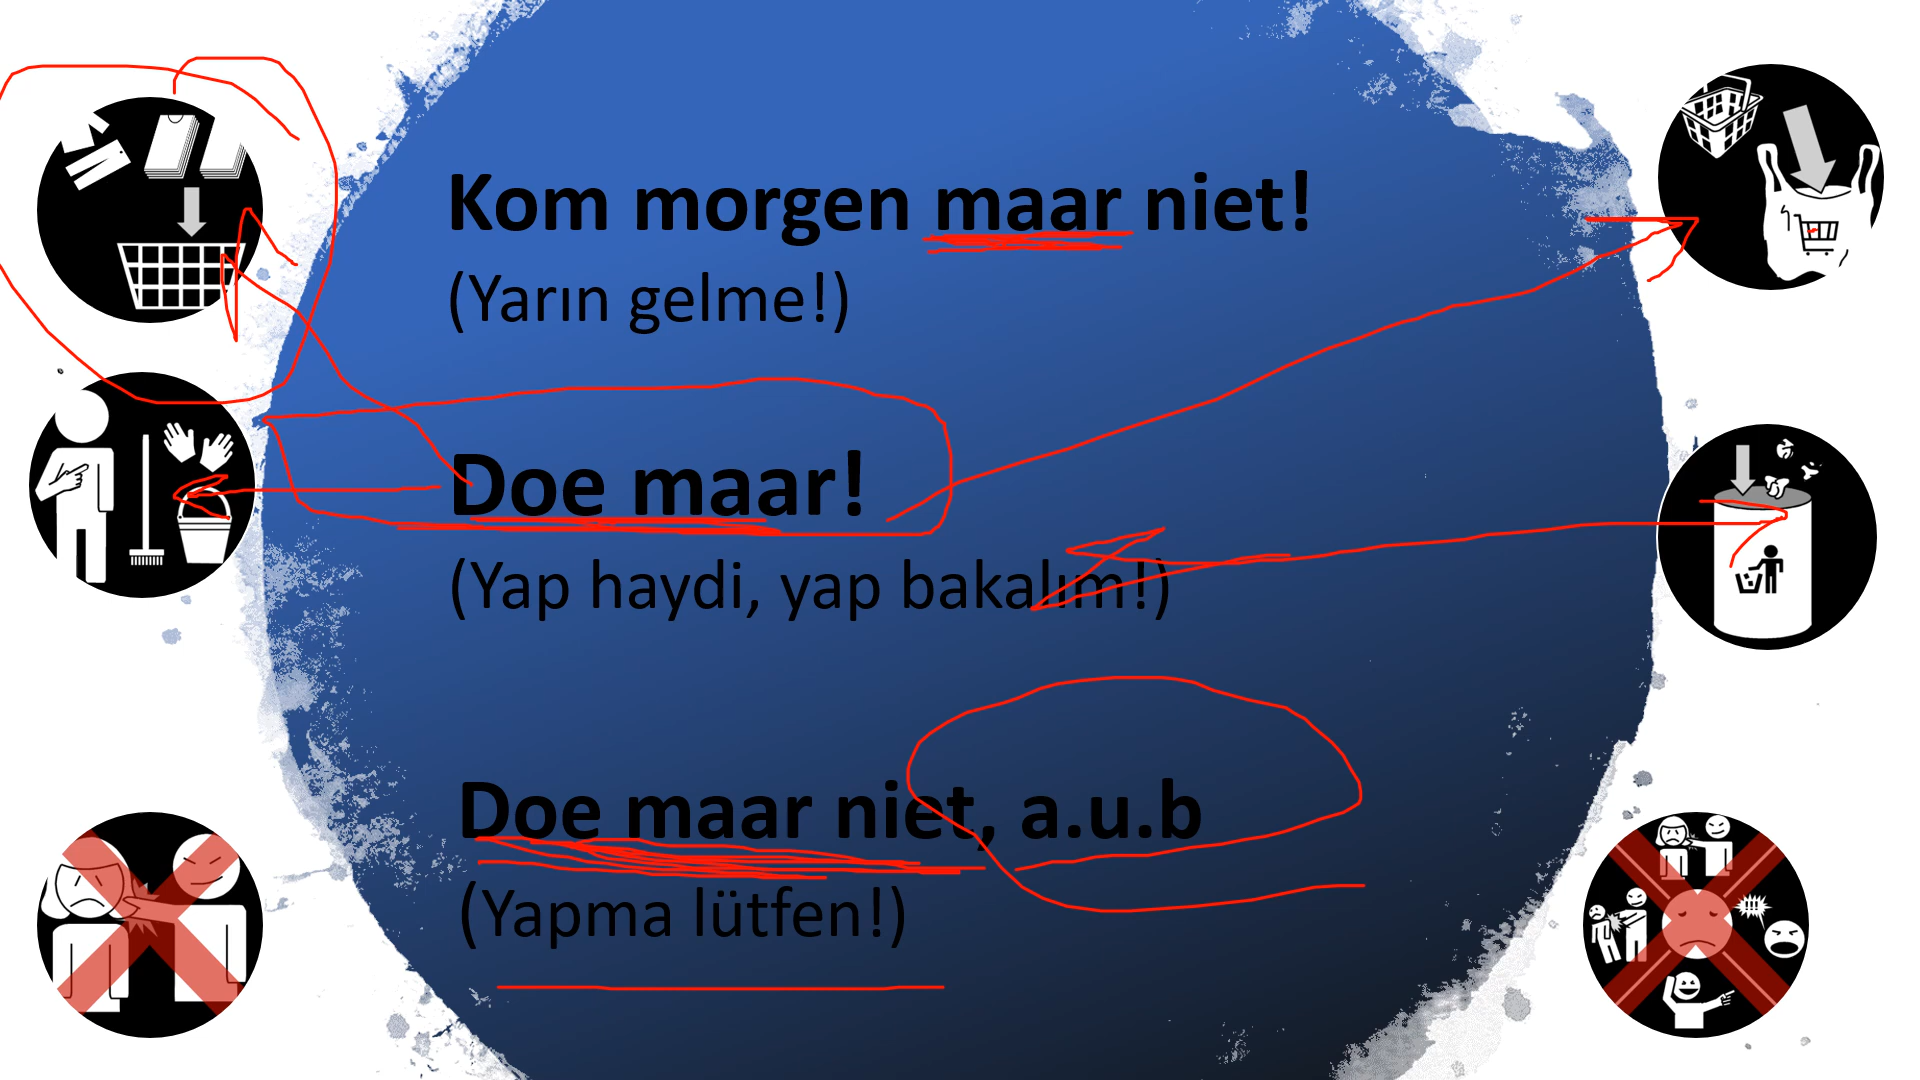 Kom morgen maar niet!
(Yarın gelme!)
Doe maar!
(Yap haydi, yap bakalım!)
Doe maar niet, a.u.b
(Yapma lütfen!)
!!!